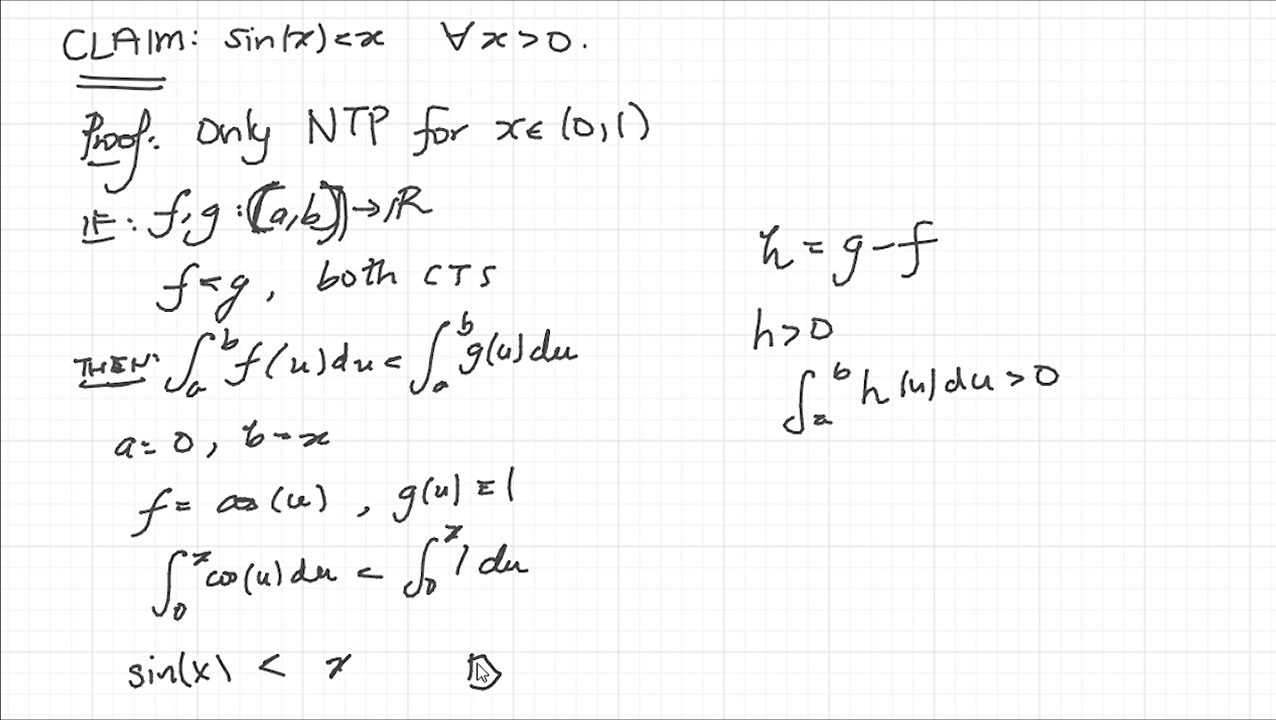 CLAIM: sin(x) < x ∀ x > 0.
Proof: Only NTP for x ∈ (0,1)
IF: f, g : [(a,b)] → ℝ
f < g, both CTS
THEN: ∫_a^b f(u) du < ∫_a^b g(u) du
a = 0, b = x
f = cos(u), g(u) ≡ 1
∫_0^x cos(u) du < ∫_0^x 1 du
sin(x) < x
h = g - f
h > 0
∫_a^b h(u) du > 0